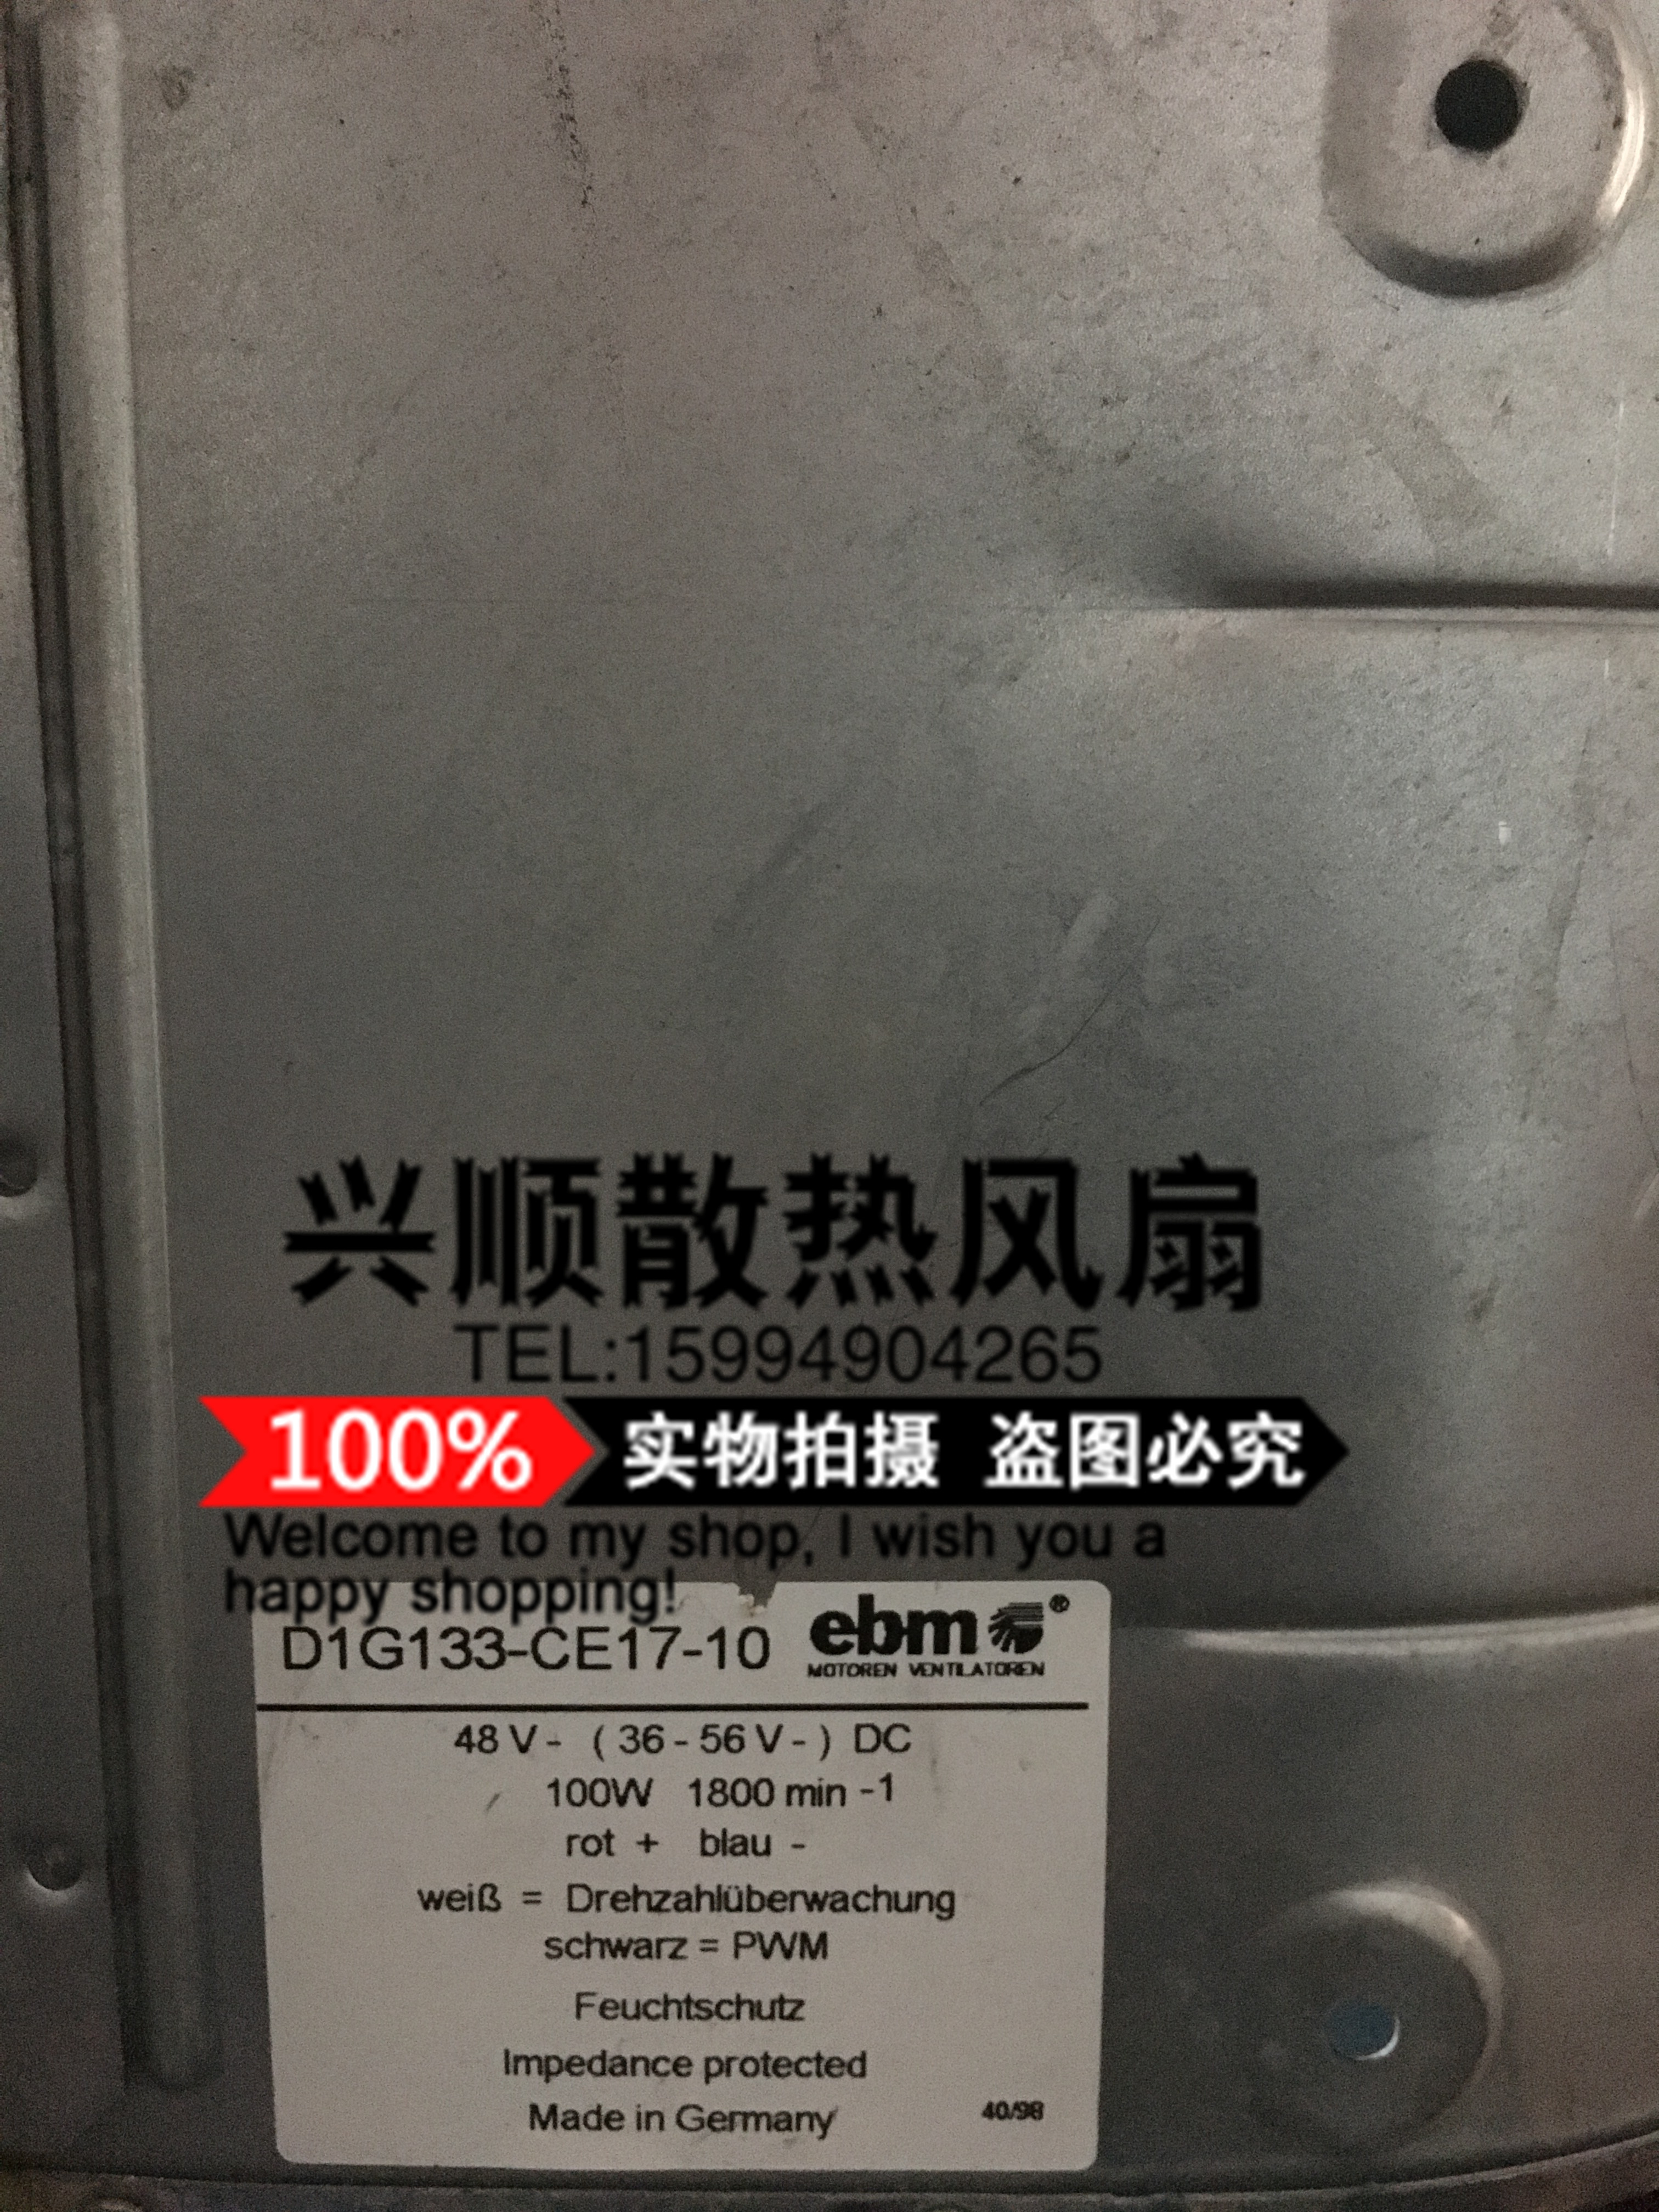 兴顺散热风扇
TEL:15994904265
100% 实物拍摄 盗图必究
Welcome to my shop, I wish you a
happy shopping!
D1G133-CE17-10 ebm®
MOTOREN VENTILATOREN
48 V - ( 36 - 56 V - ) DC
100W 1800 min -1
rot + blau -
weiß = Drehzahlüberwachung
schwarz = PWM
Feuchtschutz
Impedance protected
Made in Germany 40/98